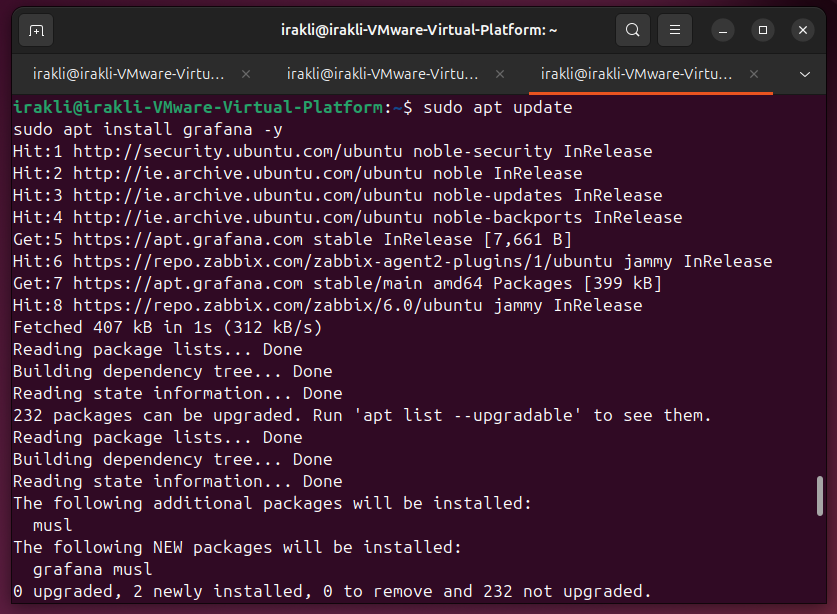 irakli@irakli-VMware-Virtual-Platform: ~
irakli@irakli-VMware-Virtu... irakli@irakli-VMware-Virtu... irakli@irakli-VMware-Virtu...
irakli@irakli-VMware-Virtual-Platform:~$ sudo apt update
sudo apt install grafana -y
Hit:1 http://security.ubuntu.com/ubuntu noble-security InRelease
Hit:2 http://ie.archive.ubuntu.com/ubuntu noble InRelease
Hit:3 http://ie.archive.ubuntu.com/ubuntu noble-updates InRelease
Hit:4 http://ie.archive.ubuntu.com/ubuntu noble-backports InRelease
Get:5 https://apt.grafana.com stable InRelease [7,661 B]
Hit:6 https://repo.zabbix.com/zabbix-agent2-plugins/1/ubuntu jammy InRelease
Get:7 https://apt.grafana.com stable/main amd64 Packages [399 kB]
Hit:8 https://repo.zabbix.com/zabbix/6.0/ubuntu jammy InRelease
Fetched 407 kB in 1s (312 kB/s)
Reading package lists... Done
Building dependency tree... Done
Reading state information... Done
232 packages can be upgraded. Run 'apt list --upgradable' to see them.
Reading package lists... Done
Building dependency tree... Done
Reading state information... Done
The following additional packages will be installed:
  musl
The following NEW packages will be installed:
  grafana musl
0 upgraded, 2 newly installed, 0 to remove and 232 not upgraded.